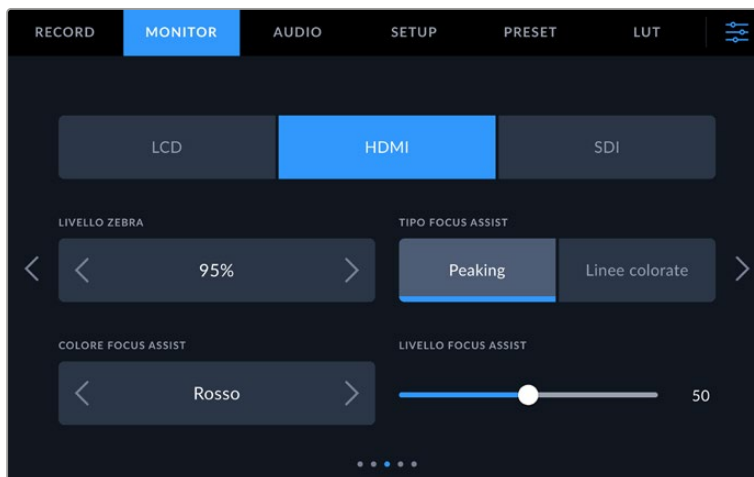 RECORD MONITOR AUDIO SETUP PRESET LUT
LCD HDMI SDI
LIVELLO ZEBRA TIPO FOCUS ASSIST
95% Peaking Linee colorate
COLORE FOCUS ASSIST LIVELLO FOCUS ASSIST
Rosso 50